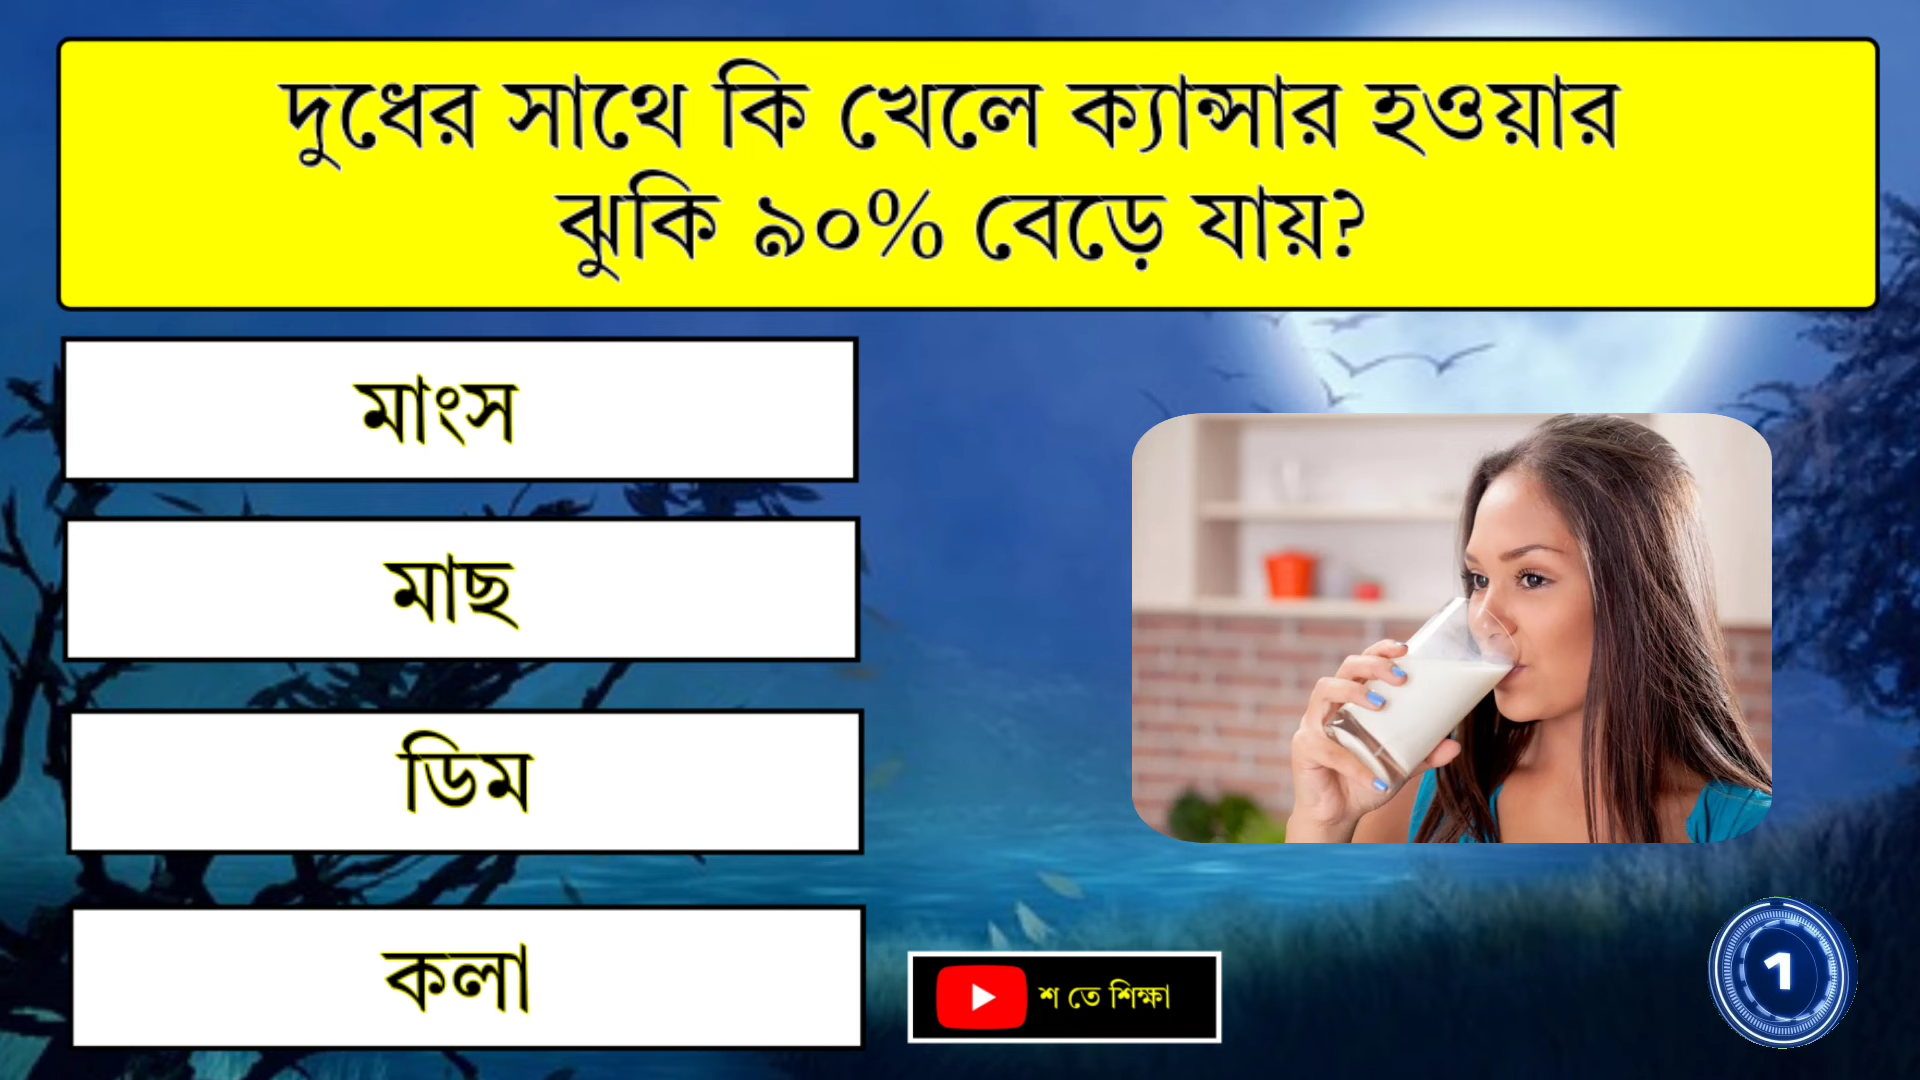 দুধের সাথে কি খেলে ক্যান্সার হওয়ার
ঝুকি ৯০% বেড়ে যায়?
মাংস
মাছ
ডিম
কলা
শ তে শিক্ষা
1